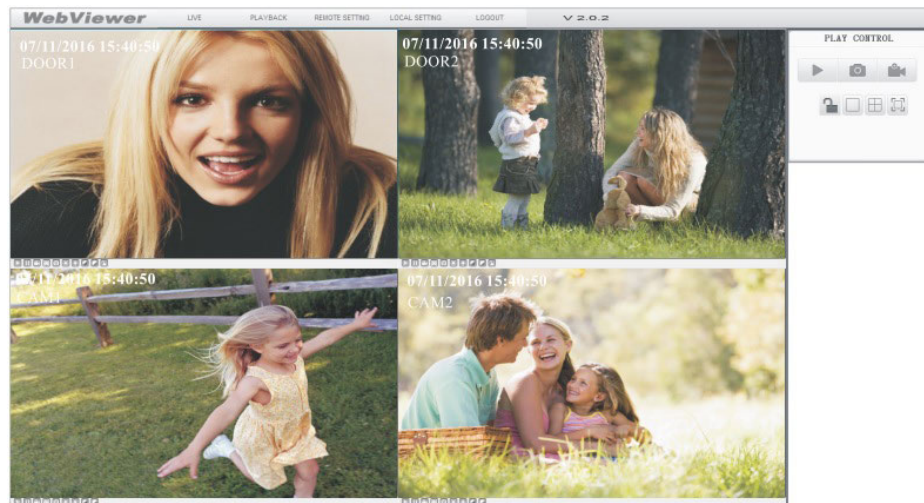 WebViewer LIVE PLAYBACK REMOTE SETTING LOCAL SETTING LOGOUT V 2.0.2
PLAY CONTROL
07/11/2016 15:40:50
DOOR1
07/11/2016 15:40:50
DOOR2
07/11/2016 15:40:50
CAM1
07/11/2016 15:40:50
CAM2